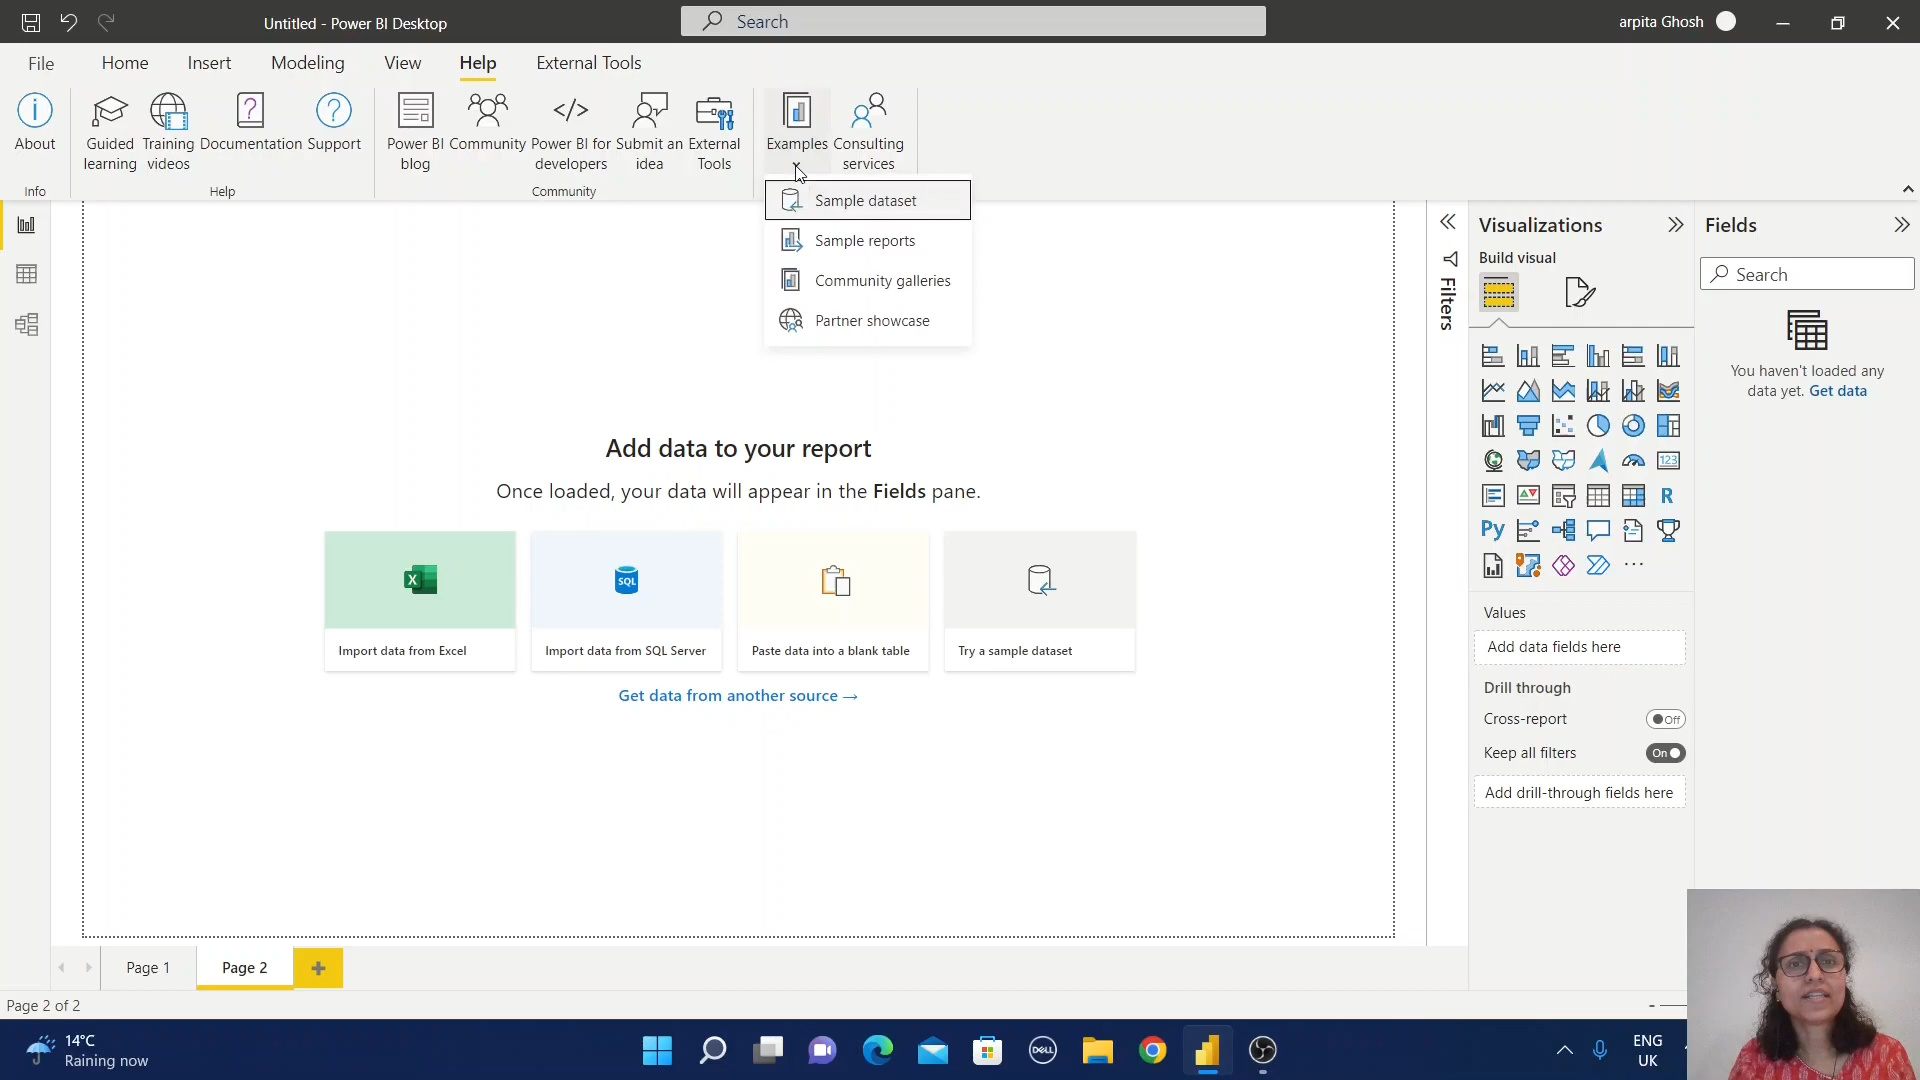 Untitled - Power BI Desktop
Search
arpita Ghosh
File
Home
Insert
Modeling
View
Help
External Tools
About
Guided
learning
Training
videos
Documentation
Support
Power BI
blog
Community
Power BI for
developers
Submit an
idea
External
Tools
Examples
Consulting
services
Info
Help
Community
Sample dataset
Sample reports
Community galleries
Partner showcase
Filters
Visualizations
Build visual
Fields
Search
You haven't loaded any
data yet. Get data
123
R
Py
Values
Add data fields here
Drill through
Cross-report
Off
Keep all filters
On
Add drill-through fields here
Add data to your report
Once loaded, your data will appear in the Fields pane.
X
SQL
Import data from Excel
Import data from SQL Server
Paste data into a blank table
Try a sample dataset
Get data from another source →
Page 1
Page 2
Page 2 of 2
14°C
Raining now
DELL
ENG
UK